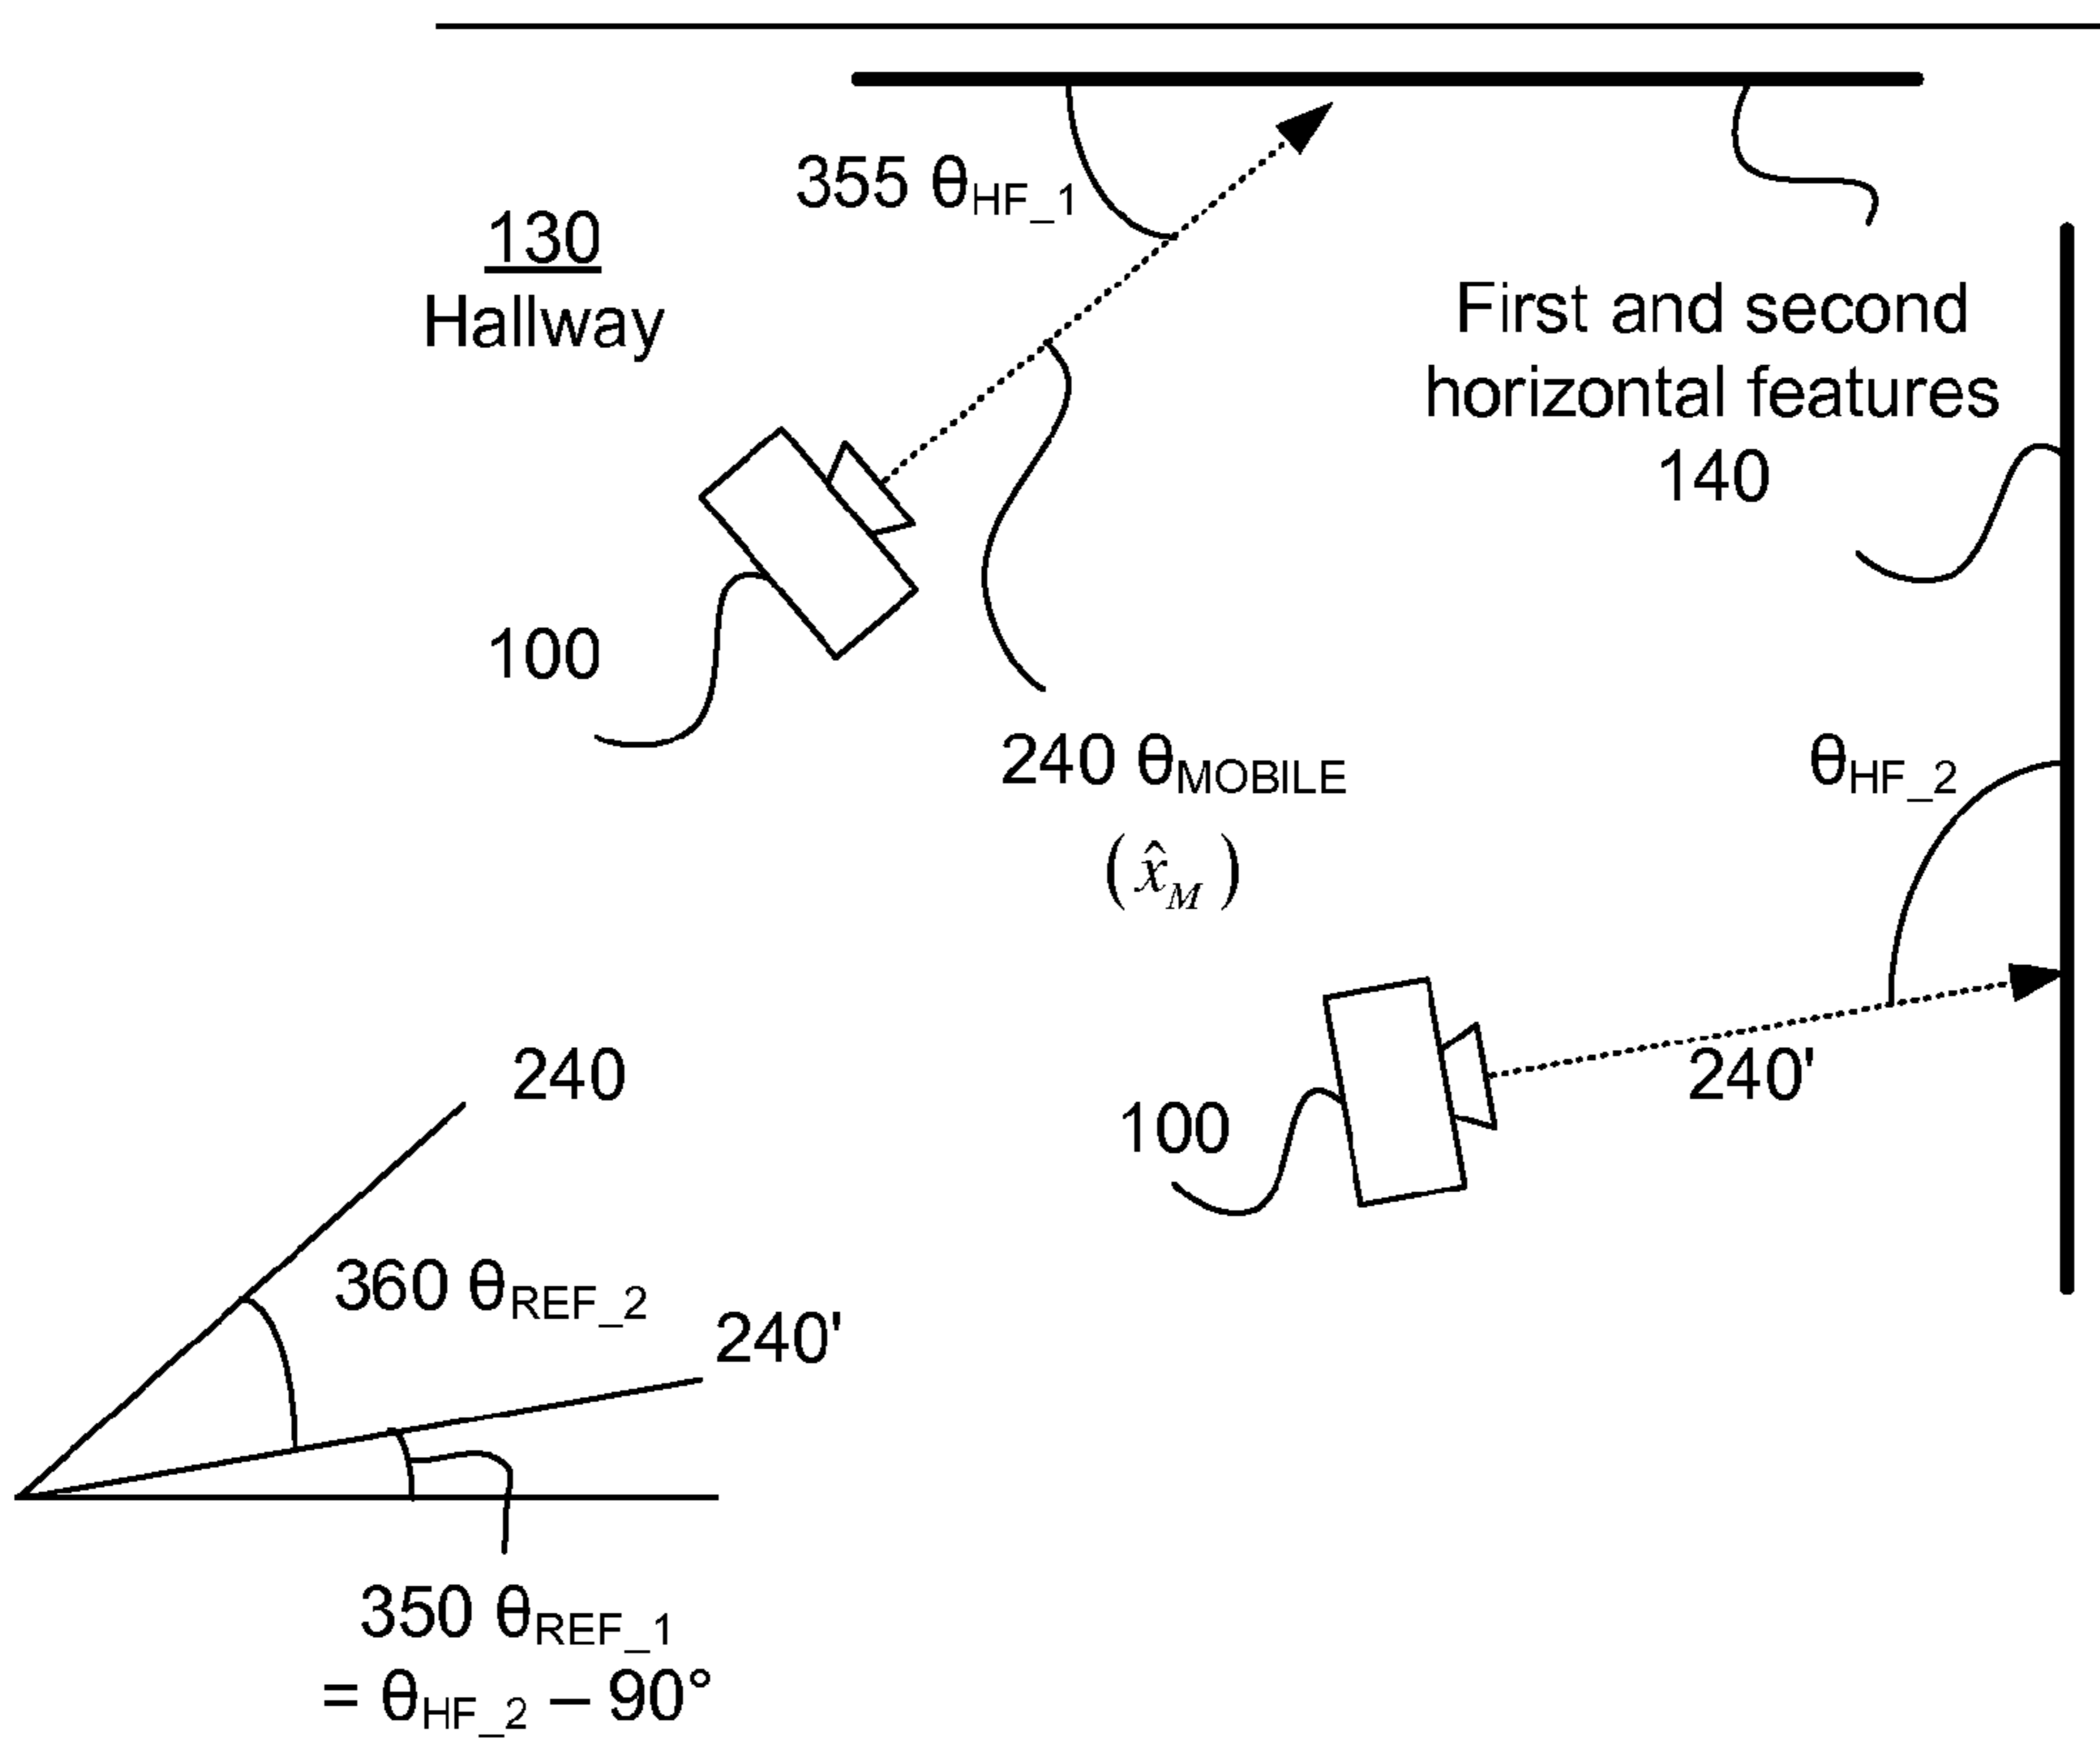 355 θHF_1
130
Hallway
First and second
horizontal features
140
100
240 θMOBILE
(x̂M)
θHF_2
240
240'
100
360 θREF_2
240'
350 θREF_1
= θHF_2 – 90°